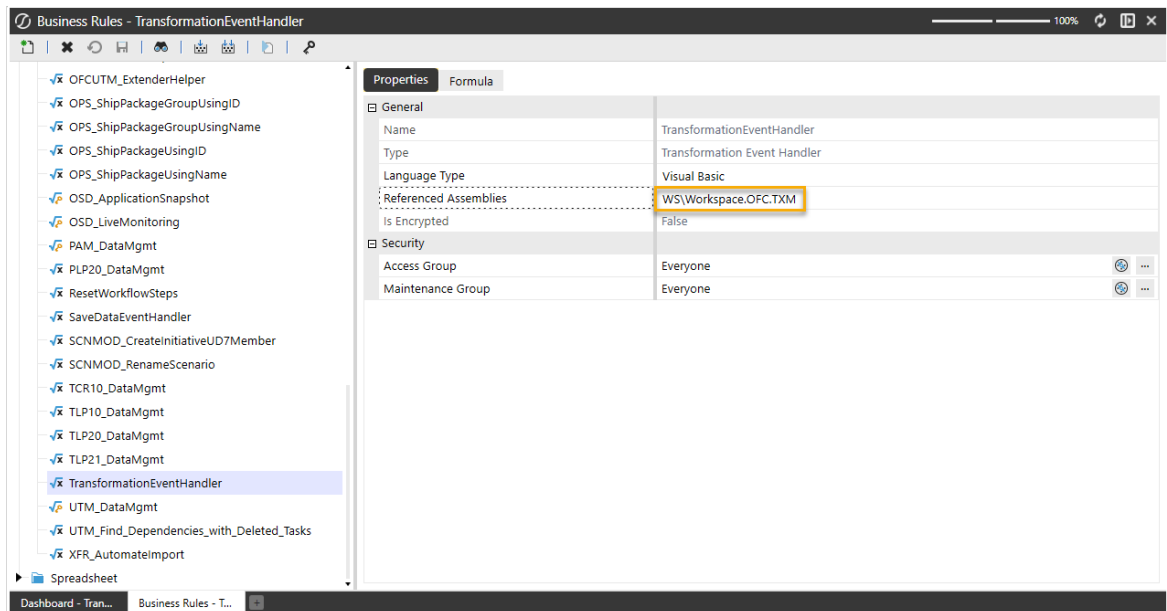 Business Rules - TransformationEventHandler
100%
OFCUTM_ExtenderHelper
OPS_ShipPackageGroupUsingID
OPS_ShipPackageGroupUsingName
OPS_ShipPackageUsingID
OPS_ShipPackageUsingName
OSD_ApplicationSnapshot
OSD_LiveMonitoring
PAM_DataMgmt
PLP20_DataMgmt
ResetWorkflowSteps
SaveDataEventHandler
SCNMOD_CreateInitiativeUD7Member
SCNMOD_RenameScenario
TCR10_DataMgmt
TLP10_DataMgmt
TLP20_DataMgmt
TLP21_DataMgmt
TransformationEventHandler
UTM_DataMgmt
UTM_Find_Dependencies_with_Deleted_Tasks
XFR_AutomateImport
Spreadsheet
Properties Formula
General
Name TransformationEventHandler
Type Transformation Event Handler
Language Type Visual Basic
Referenced Assemblies WS\Workspace.OFC.TXM
Is Encrypted False
Security
Access Group Everyone ...
Maintenance Group Everyone ...
Dashboard - Tran... Business Rules - T...